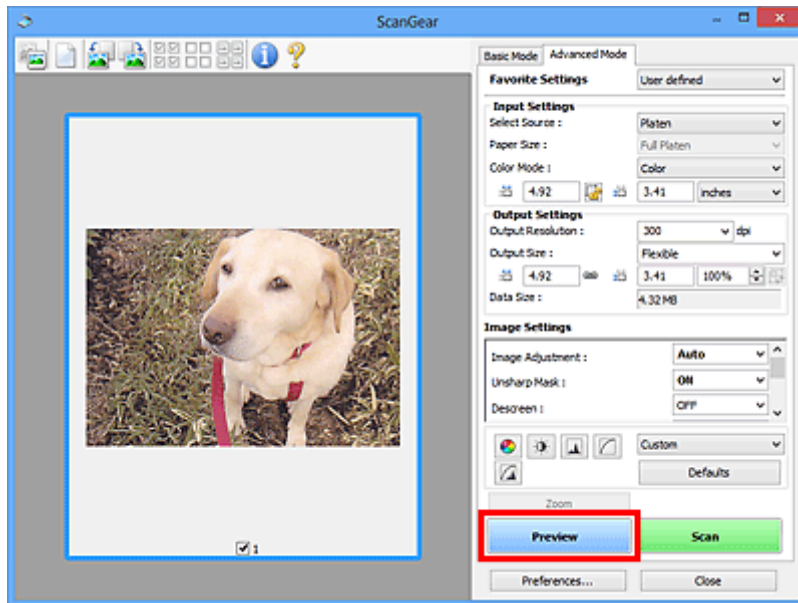 ScanGear
Basic Mode Advanced Mode
Favorite Settings User defined
Input Settings
Select Source : Platen
Paper Size : Full Platen
Color Mode : Color
4.92 3.41 inches
Output Settings
Output Resolution : 300 dpi
Output Size : Flexible
4.92 3.41 100%
Data Size : 4.32 MB
Image Settings
Image Adjustment : Auto
Unsharp Mask : ON
Descreen : OFF
Custom
Defaults
Zoom
Preview Scan
1
Preferences... Close